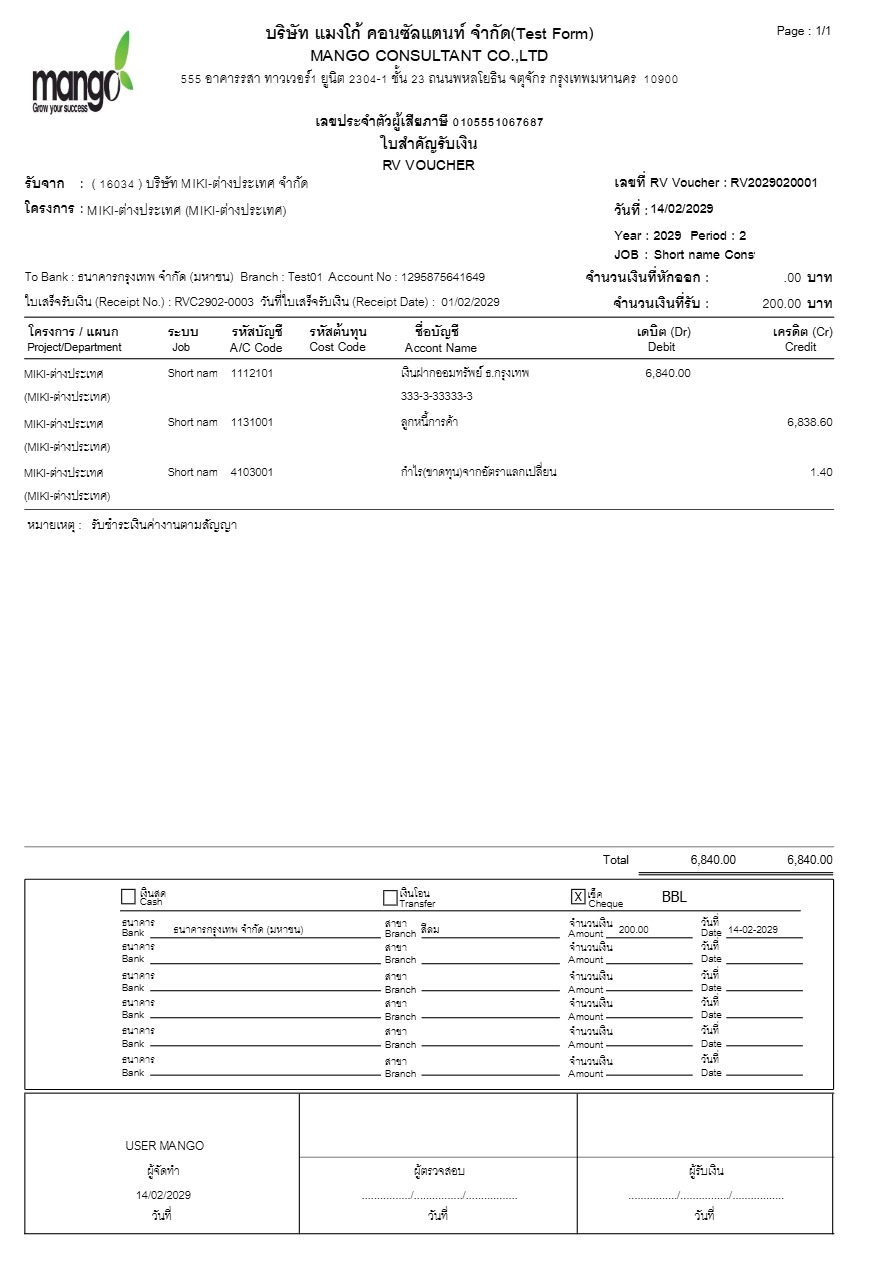 mango
Grow your success
บริษัท แมงโก้ คอนซัลแตนท์ จำกัด(Test Form)
Page : 1/1
MANGO CONSULTANT CO.,LTD
555 อาคารรสา ทาวเวอร์1 ยูนิต 2304-1 ชั้น 23 ถนนพหลโยธิน จตุจักร กรุงเทพมหานคร 10900
เลขประจำตัวผู้เสียภาษี 0105551067687
ใบสำคัญรับเงิน
RV VOUCHER
รับจาก : ( 16034 ) บริษัท MIKI-ต่างประเทศ จำกัด
เลขที่ RV Voucher : RV2029020001
โครงการ : MIKI-ต่างประเทศ (MIKI-ต่างประเทศ)
วันที่ : 14/02/2029
Year : 2029 Period : 2
JOB : Short name Cons
To Bank : ธนาคารกรุงเทพ จำกัด (มหาชน) Branch : Test01 Account No : 1295875641649
จำนวนเงินที่หักออก : .00 บาท
ใบเสร็จรับเงิน (Receipt No.) : RVC2902-0003 วันที่ใบเสร็จรับเงิน (Receipt Date) : 01/02/2029
จำนวนเงินที่รับ : 200.00 บาท
โครงการ / แผนก ระบบ รหัสบัญชี รหัสต้นทุน ชื่อบัญชี เดบิต (Dr) เครดิต (Cr)
Project/Department Job A/C Code Cost Code Accont Name Debit Credit
MIKI-ต่างประเทศ Short nam 1112101 เงินฝากออมทรัพย์ ธ.กรุงเทพ 6,840.00
(MIKI-ต่างประเทศ) 333-3-33333-3
MIKI-ต่างประเทศ Short nam 1131001 ลูกหนี้การค้า 6,838.60
(MIKI-ต่างประเทศ)
MIKI-ต่างประเทศ Short nam 4103001 กำไร(ขาดทุน)จากอัตราแลกเปลี่ยน 1.40
(MIKI-ต่างประเทศ)
หมายเหตุ : รับชำระเงินค่างานตามสัญญา
Total 6,840.00 6,840.00
เงินสด เงินโอน X เช็ค BBL
Cash Transfer Cheque
ธนาคาร สาขา จำนวนเงิน วันที่
Bank ธนาคารกรุงเทพ จำกัด (มหาชน) Branch สีลม Amount 200.00 Date 14-02-2029
ธนาคาร สาขา จำนวนเงิน วันที่
Bank Branch Amount Date
ธนาคาร สาขา จำนวนเงิน วันที่
Bank Branch Amount Date
ธนาคาร สาขา จำนวนเงิน วันที่
Bank Branch Amount Date
ธนาคาร สาขา จำนวนเงิน วันที่
Bank Branch Amount Date
ธนาคาร สาขา จำนวนเงิน วันที่
Bank Branch Amount Date
USER MANGO
ผู้จัดทำ ผู้ตรวจสอบ ผู้รับเงิน
14/02/2029 ................/................/................. ................/................/.................
วันที่ วันที่ วันที่